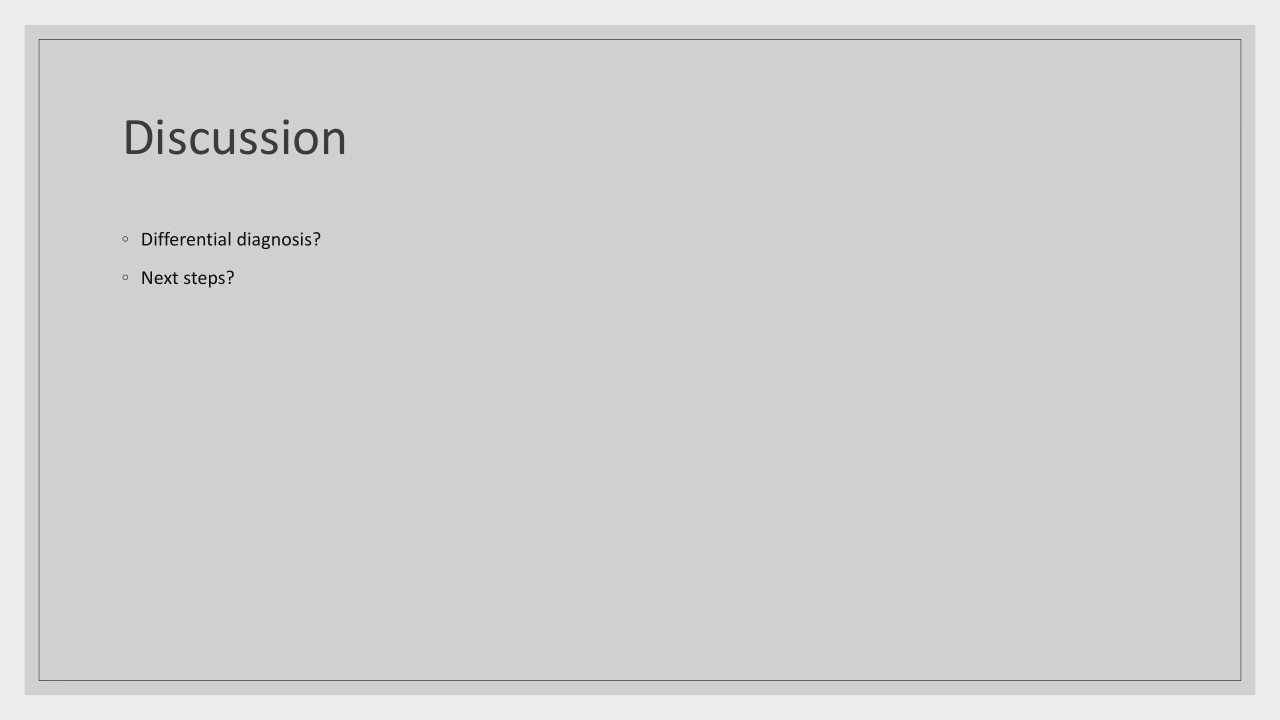 Discussion
◦ Differential diagnosis?
◦ Next steps?